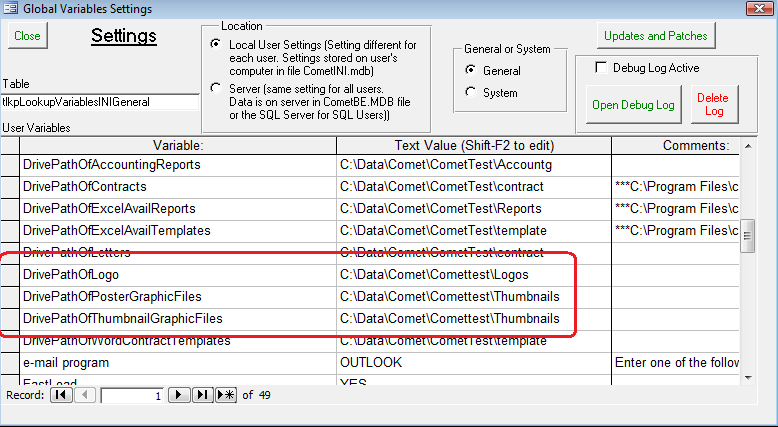 Global Variables Settings
Close
Settings
Location
Local User Settings (Setting different for
each user. Settings stored on user's
computer in file CometINI.mdb)
Server (same setting for all users.
Data is on server in CometBE.MDB file
or the SQL Server for SQL Users))
General or System
General
System
Updates and Patches
Debug Log Active
Open Debug Log
Delete
Log
Table
tlkpLookupVariablesINIGeneral
User Variables
Variable: Text Value (Shift-F2 to edit) Comments:
DrivePathOfAccountingReports C:\Data\Comet\CometTest\Accountg
DrivePathOfContracts C:\Data\Comet\CometTest\contract ***C:\Program Files\c
DrivePathOfExcelAvailReports C:\Data\Comet\CometTest\Reports ***C:\Program Files\c
DrivePathOfExcelAvailTemplates C:\Data\Comet\CometTest\template ***C:\Program Files\c
DrivePathOfLetters C:\Data\Comet\CometTest\contract
DrivePathOfLogo C:\Data\Comet\Comettest\Logos
DrivePathOfPosterGraphicFiles C:\Data\Comet\Comettest\Thumbnails
DrivePathOfThumbnailGraphicFiles C:\Data\Comet\Comettest\Thumbnails
DrivePathOfWordContractTemplates C:\Data\Comet\CometTest\template
e-mail program OUTLOOK Enter one of the follow
EastLoad YES
Record: 1 of 49